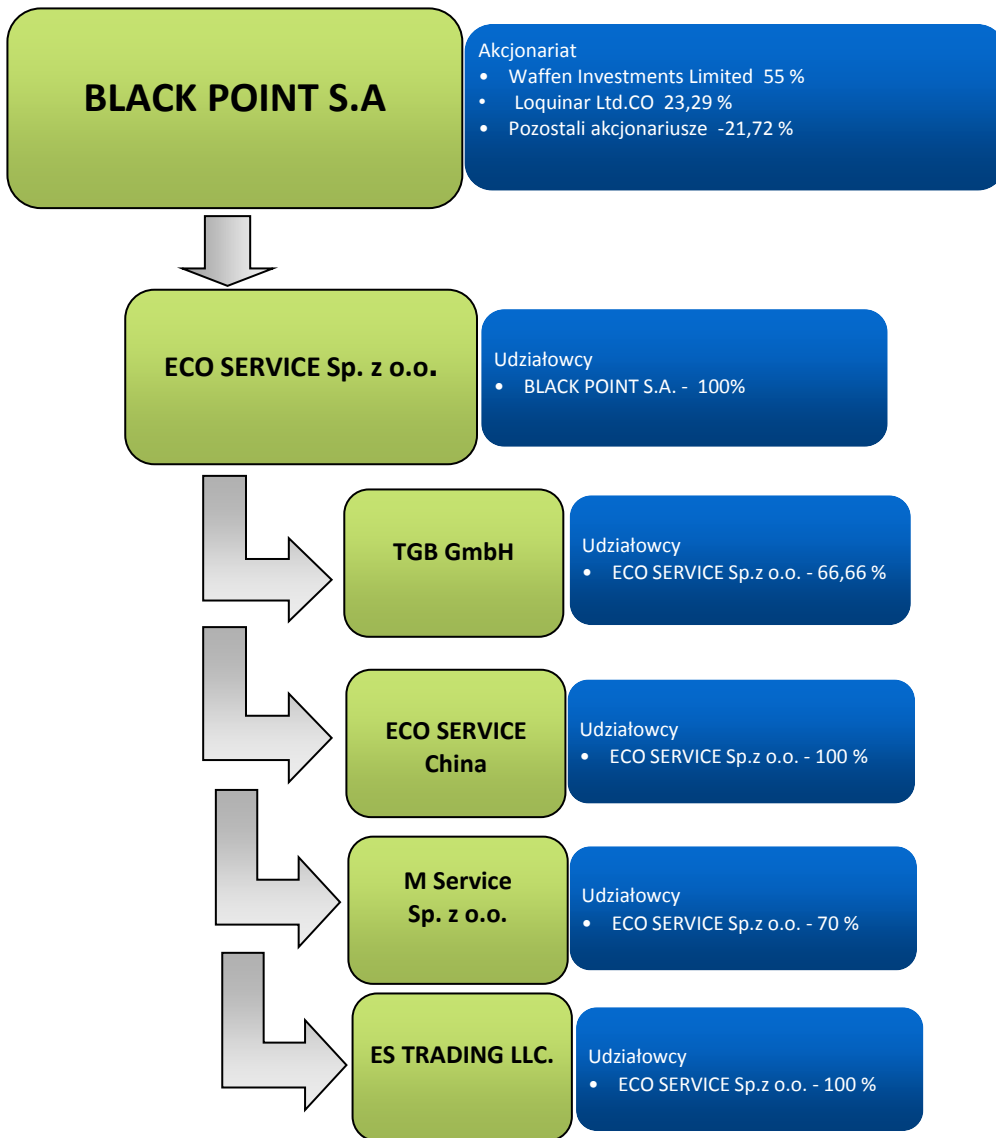 BLACK POINT S.A
Akcjonariat
• Waffen Investments Limited 55 %
• Loquinar Ltd.CO 23,29 %
• Pozostali akcjonariusze -21,72 %
ECO SERVICE Sp. z o.o.
Udziałowcy
• BLACK POINT S.A. - 100%
TGB GmbH
Udziałowcy
• ECO SERVICE Sp.z o.o. - 66,66 %
ECO SERVICE
China
Udziałowcy
• ECO SERVICE Sp.z o.o. - 100 %
M Service
Sp. z o.o.
Udziałowcy
• ECO SERVICE Sp.z o.o. - 70 %
ES TRADING LLC.
Udziałowcy
• ECO SERVICE Sp.z o.o. - 100 %